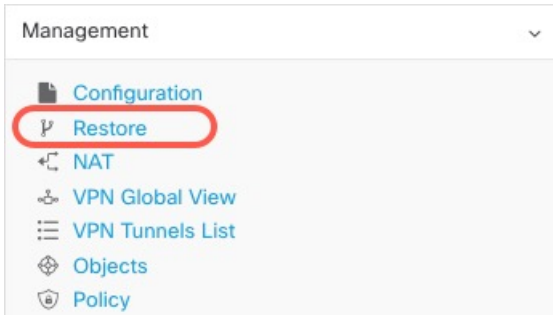 Management
Configuration
Restore
NAT
VPN Global View
VPN Tunnels List
Objects
Policy